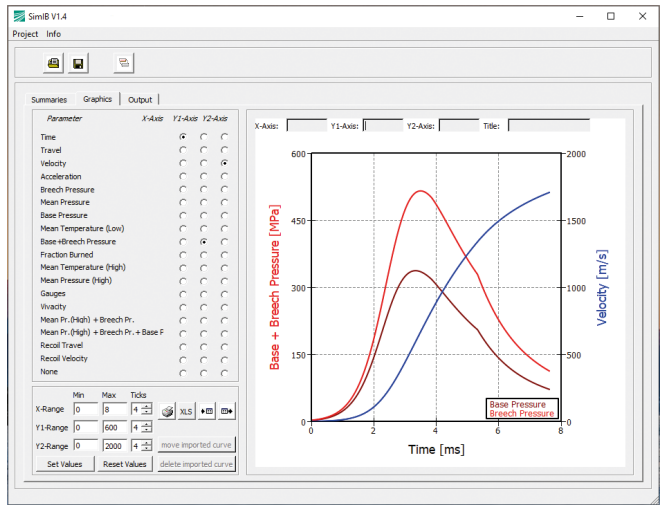 SimIB V1.4
Project Info
Summaries Graphics Output
Parameter X-Axis Y1-Axis Y2-Axis
Time
Travel
Velocity
Acceleration
Breech Pressure
Mean Pressure
Base Pressure
Mean Temperature (Low)
Base+Breech Pressure
Fraction Burned
Mean Temperature (High)
Mean Pressure (High)
Gauges
Vivacity
Mean Pr.(High) + Breech Pr.
Mean Pr.(High) + Breech Pr. + Base F
Recoil Travel
Recoil Velocity
None
Min Max Ticks
X-Range 0 8 4
XLS
Y1-Range 0 600 4
Y2-Range 0 2000 4
move imported curve
Set Values Reset Values delete imported curve
X-Axis: Y1-Axis: Y2-Axis: Title:
600
450
300
150
0
Base + Breech Pressure [MPa]
2000
1500
1000
500
0
Velocity [m/s]
Base Pressure
Breech Pressure
0 2 4 6 8
Time [ms]